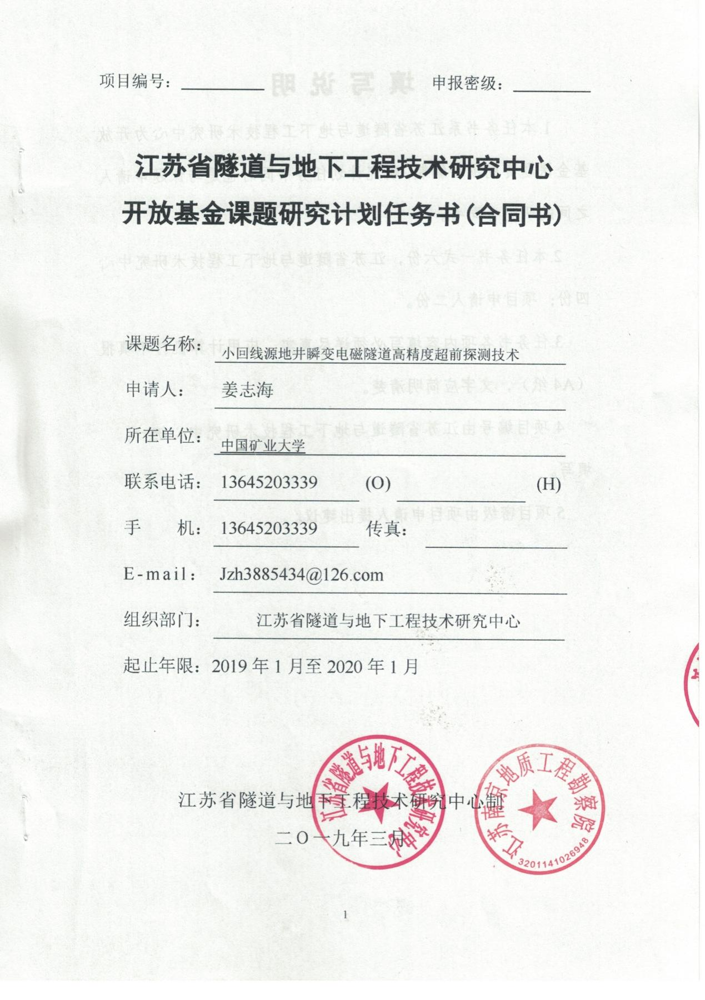 项目编号： 申报密级：
江苏省隧道与地下工程技术研究中心
开放基金课题研究计划任务书(合同书)
课题名称： 小回线源地井瞬变电磁隧道高精度超前探测技术
申请人： 姜志海
所在单位： 中国矿业大学
联系电话： 13645203339 (O) (H)
手 机： 13645203339 传真：
E-mail： Jzh3885434@126.com
组织部门： 江苏省隧道与地下工程技术研究中心
起止年限：2019 年 1 月至 2020 年 1 月
江苏省隧道与地下工程技术研究中心制
二O一九年三月
江苏省隧道与地下工程技术研究中心
江苏南京地质工程勘察院
3201141026948
1